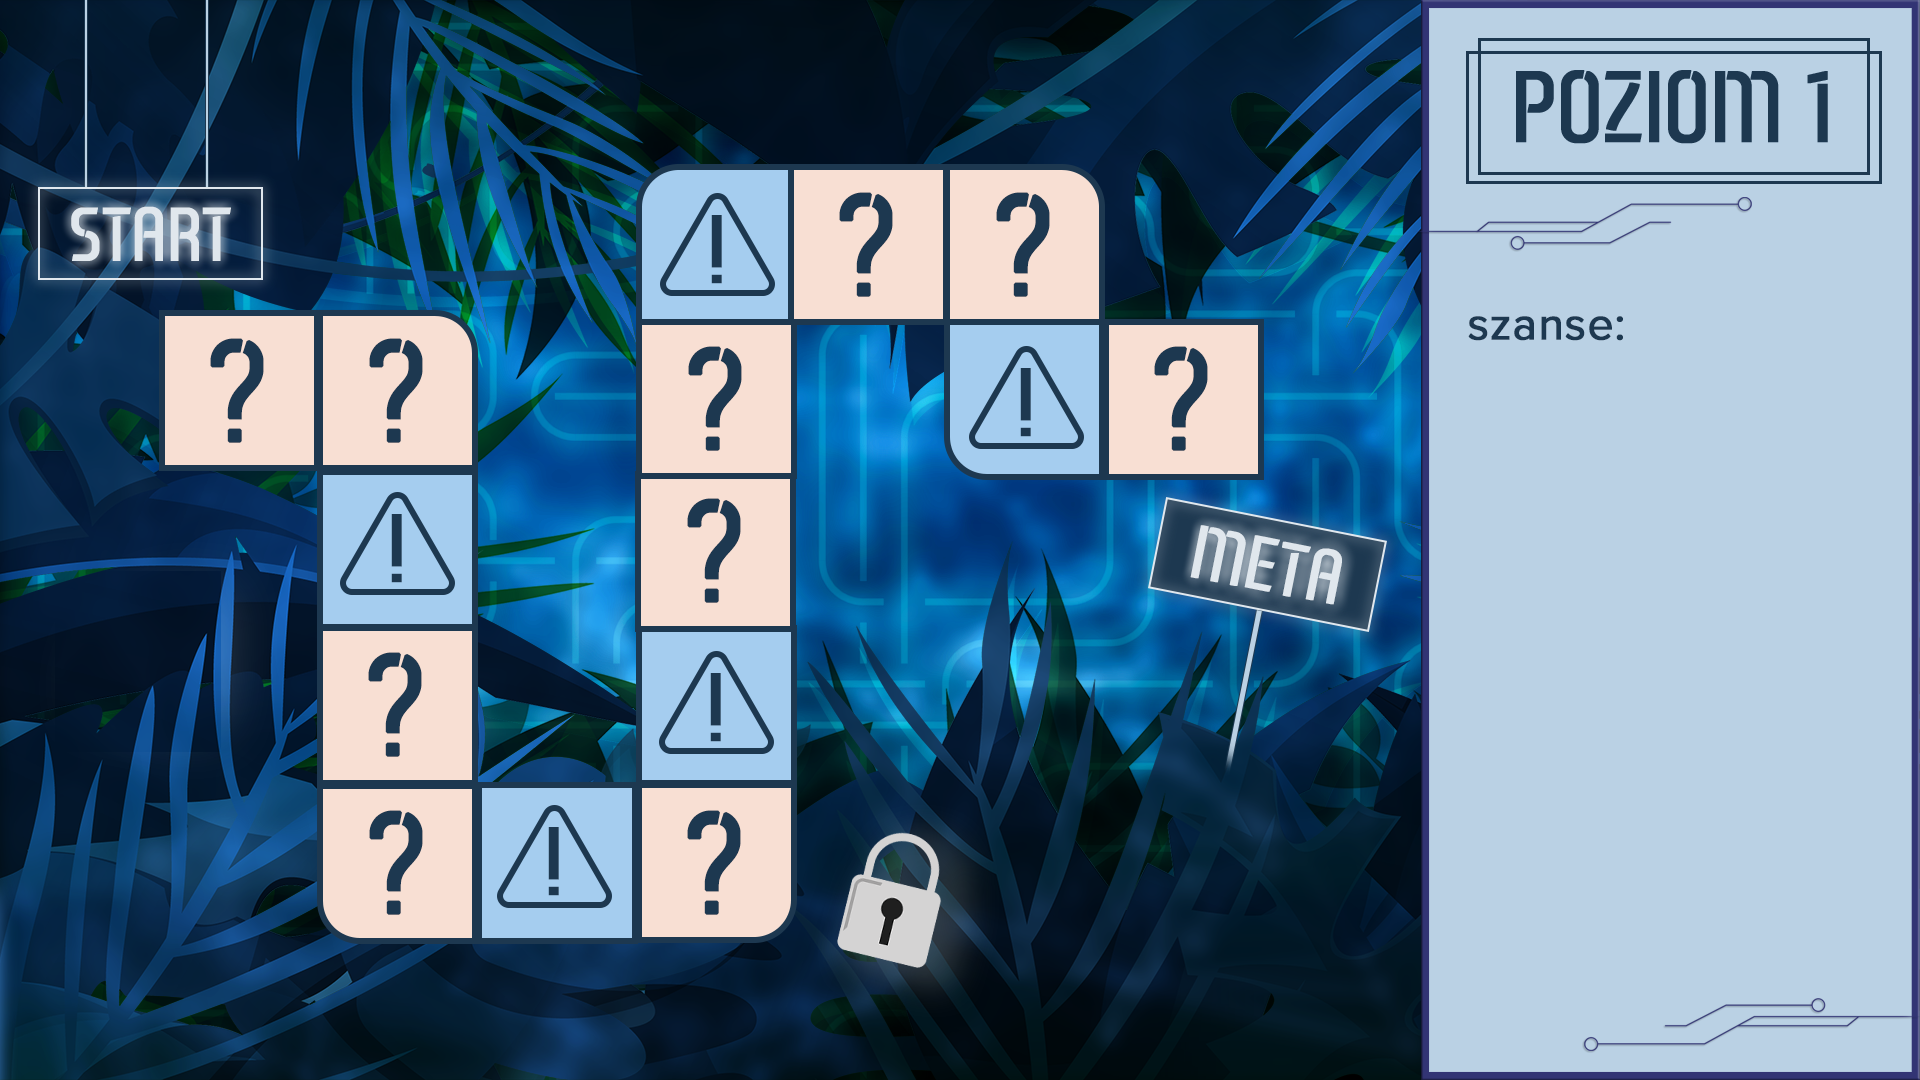 START
POZIOM 1
szanse:
! ? ?
? ? ? ! ?
! ?
? !
? ! ?
META